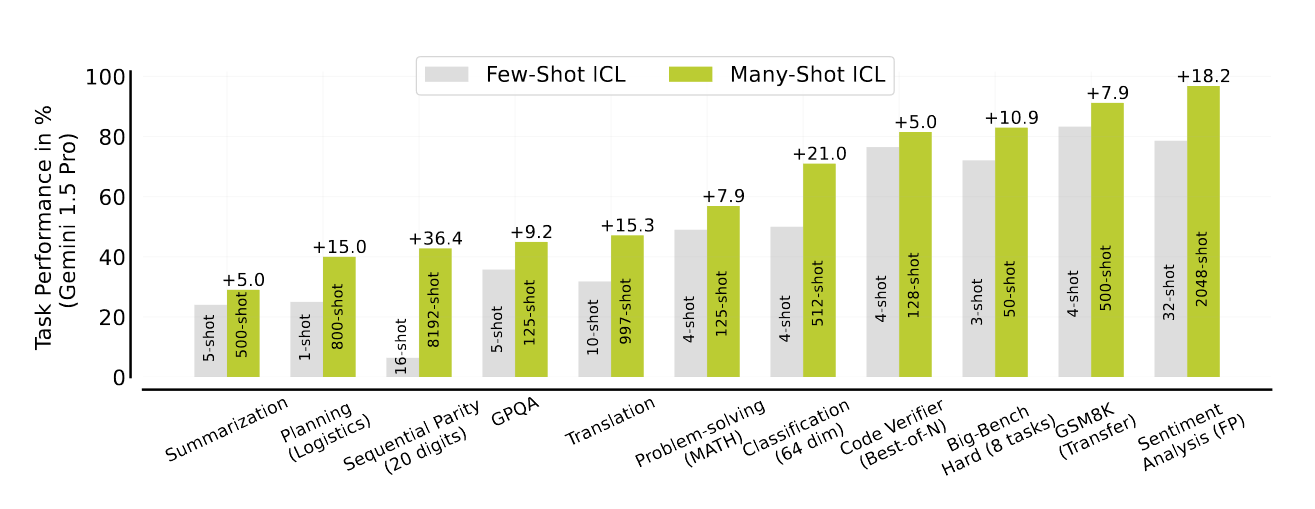 Few-Shot ICL
Many-Shot ICL
Task Performance in %
(Gemini 1.5 Pro)
100
80
60
40
20
0
+5.0
+15.0
+36.4
+9.2
+15.3
+7.9
+21.0
+5.0
+10.9
+7.9
+18.2
5-shot
500-shot
1-shot
800-shot
16-shot
8192-shot
5-shot
125-shot
10-shot
997-shot
4-shot
125-shot
4-shot
512-shot
4-shot
128-shot
3-shot
50-shot
4-shot
500-shot
32-shot
2048-shot
Summarization
Planning
(Logistics)
Sequential Parity
(20 digits)
GPQA
Translation
Problem-solving
(MATH)
Classification
(64 dim)
Code Verifier
(Best-of-N)
Big-Bench
Hard (8 tasks)
GSM8K
(Transfer)
Sentiment
Analysis (FP)